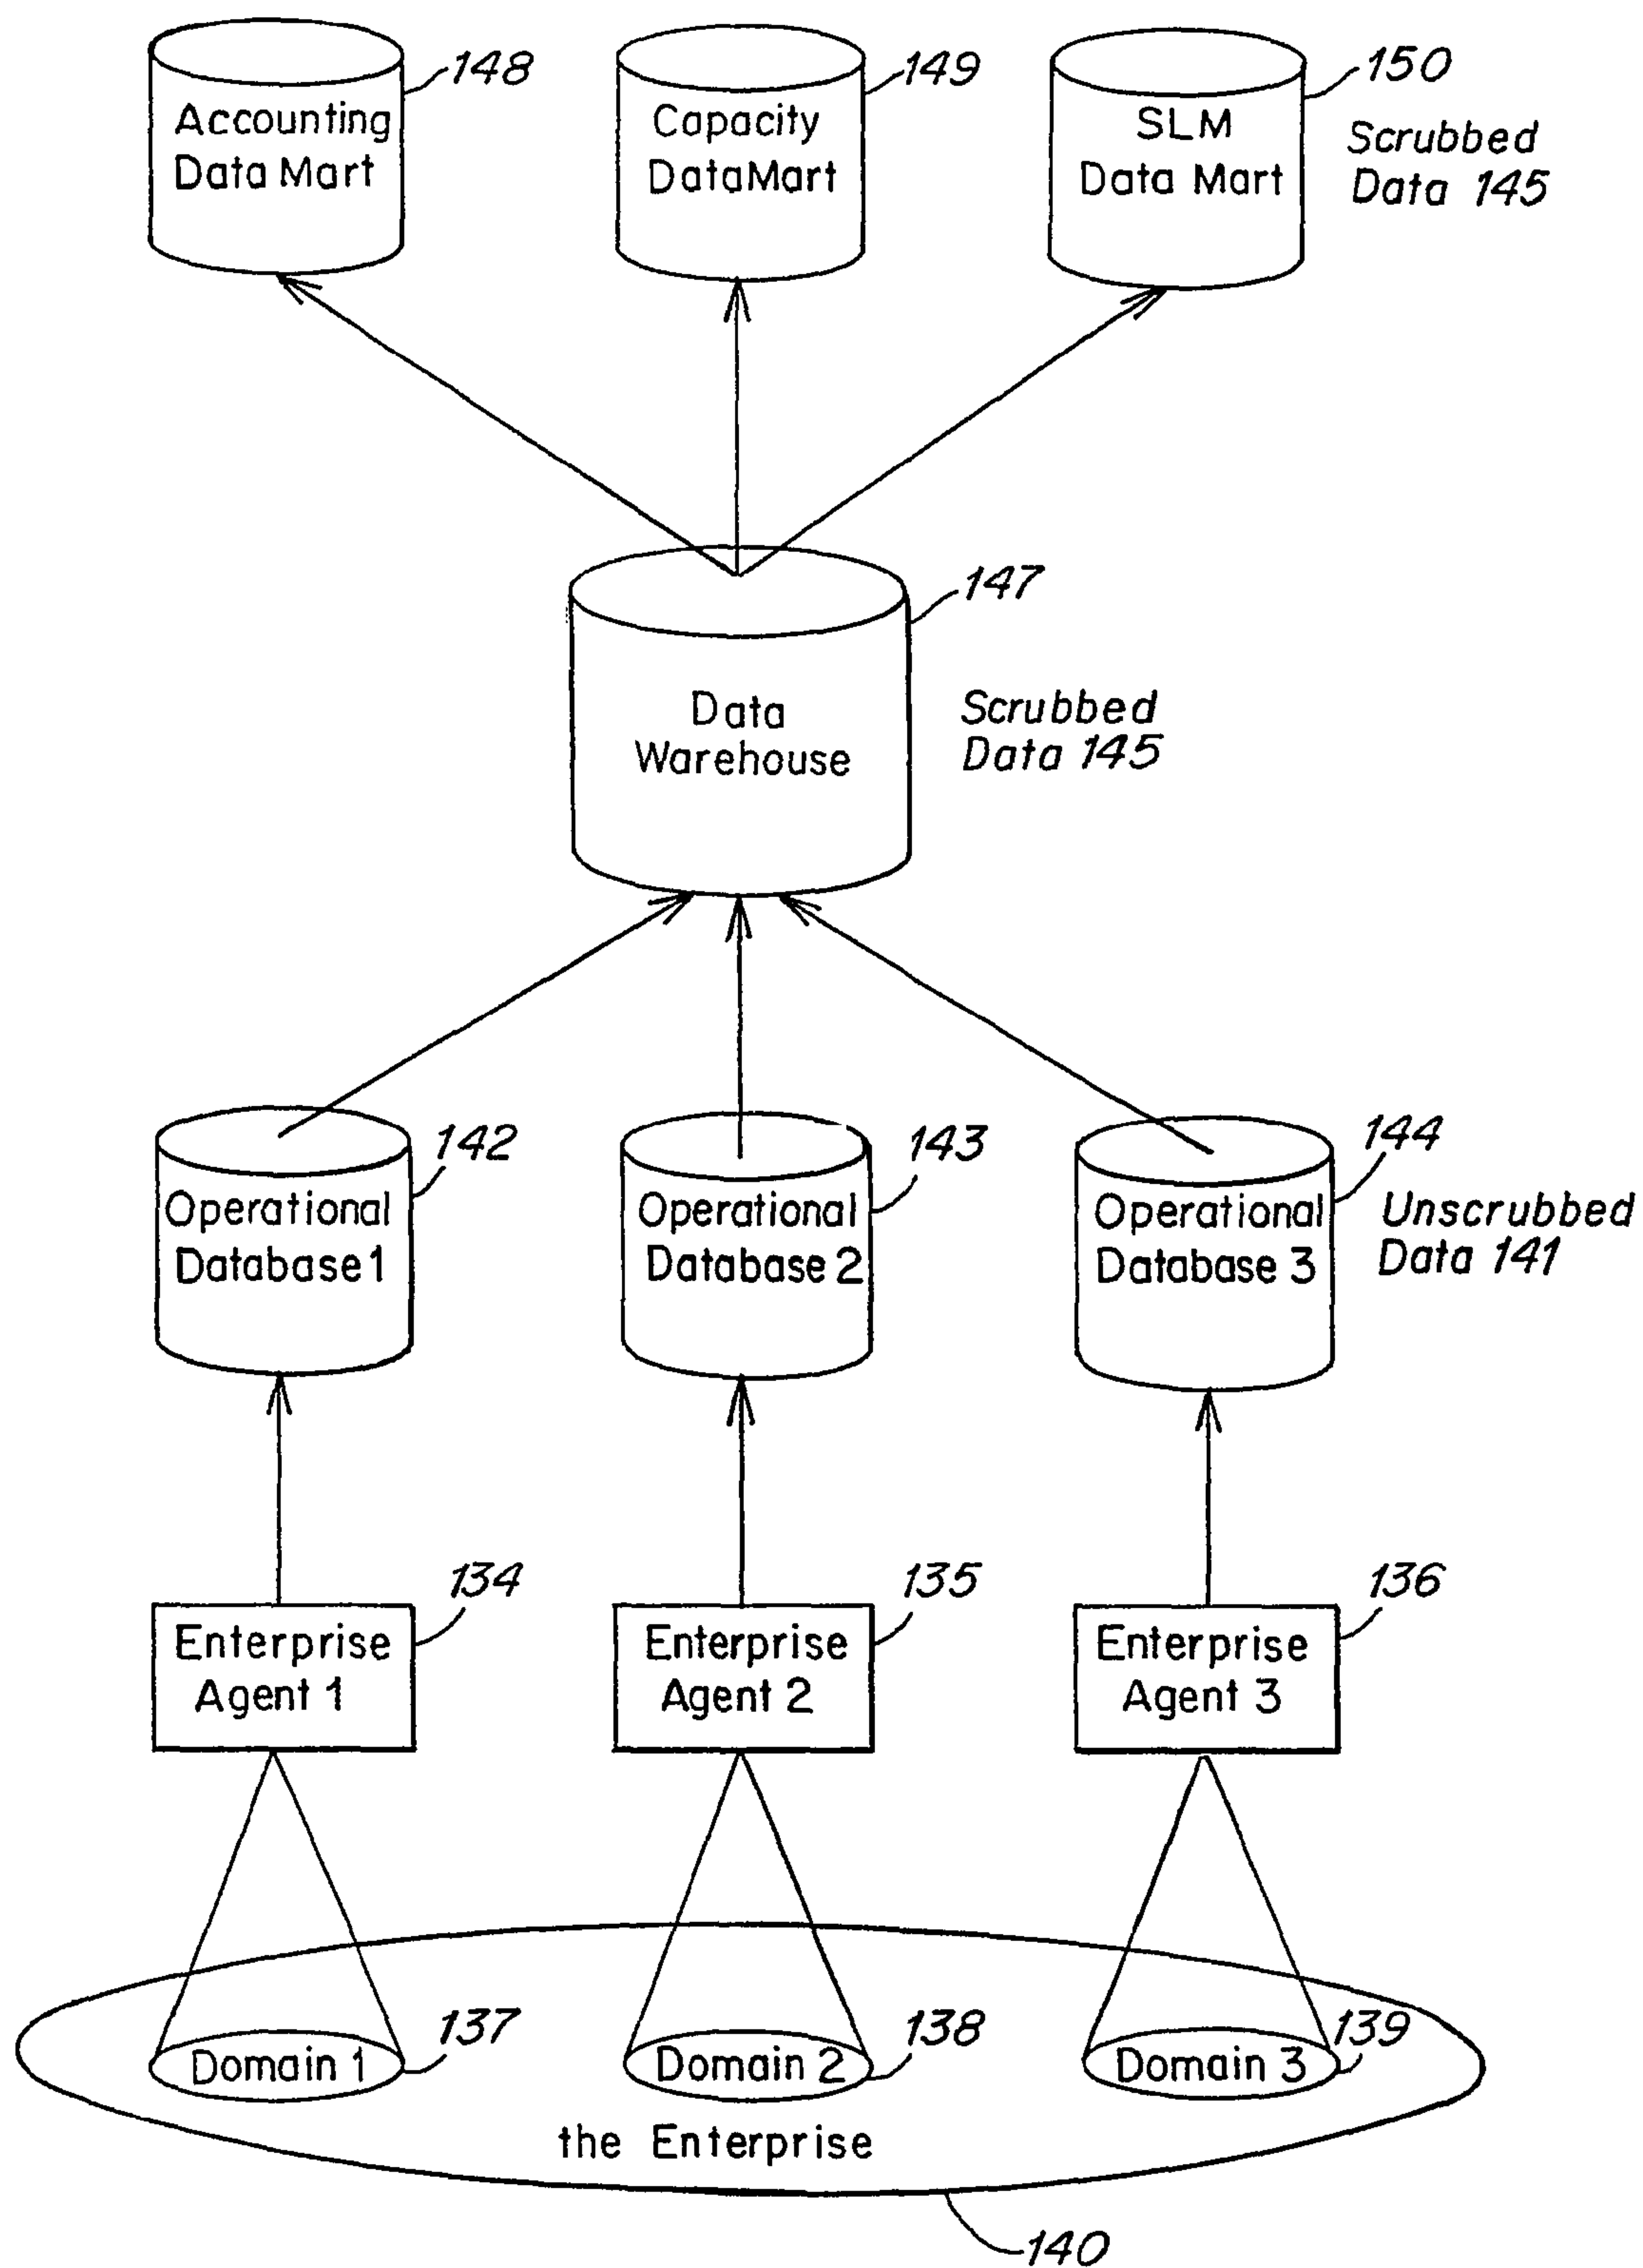 148
Accounting
Data Mart
149
Capacity
DataMart
150
SLM
Data Mart
Scrubbed
Data 145
147
Data
Warehouse
Scrubbed
Data 145
142
Operational
Database 1
143
Operational
Database 2
144
Operational
Database 3
Unscrubbed
Data 141
134
Enterprise
Agent 1
135
Enterprise
Agent 2
136
Enterprise
Agent 3
137
Domain 1
138
Domain 2
139
Domain 3
the Enterprise
140